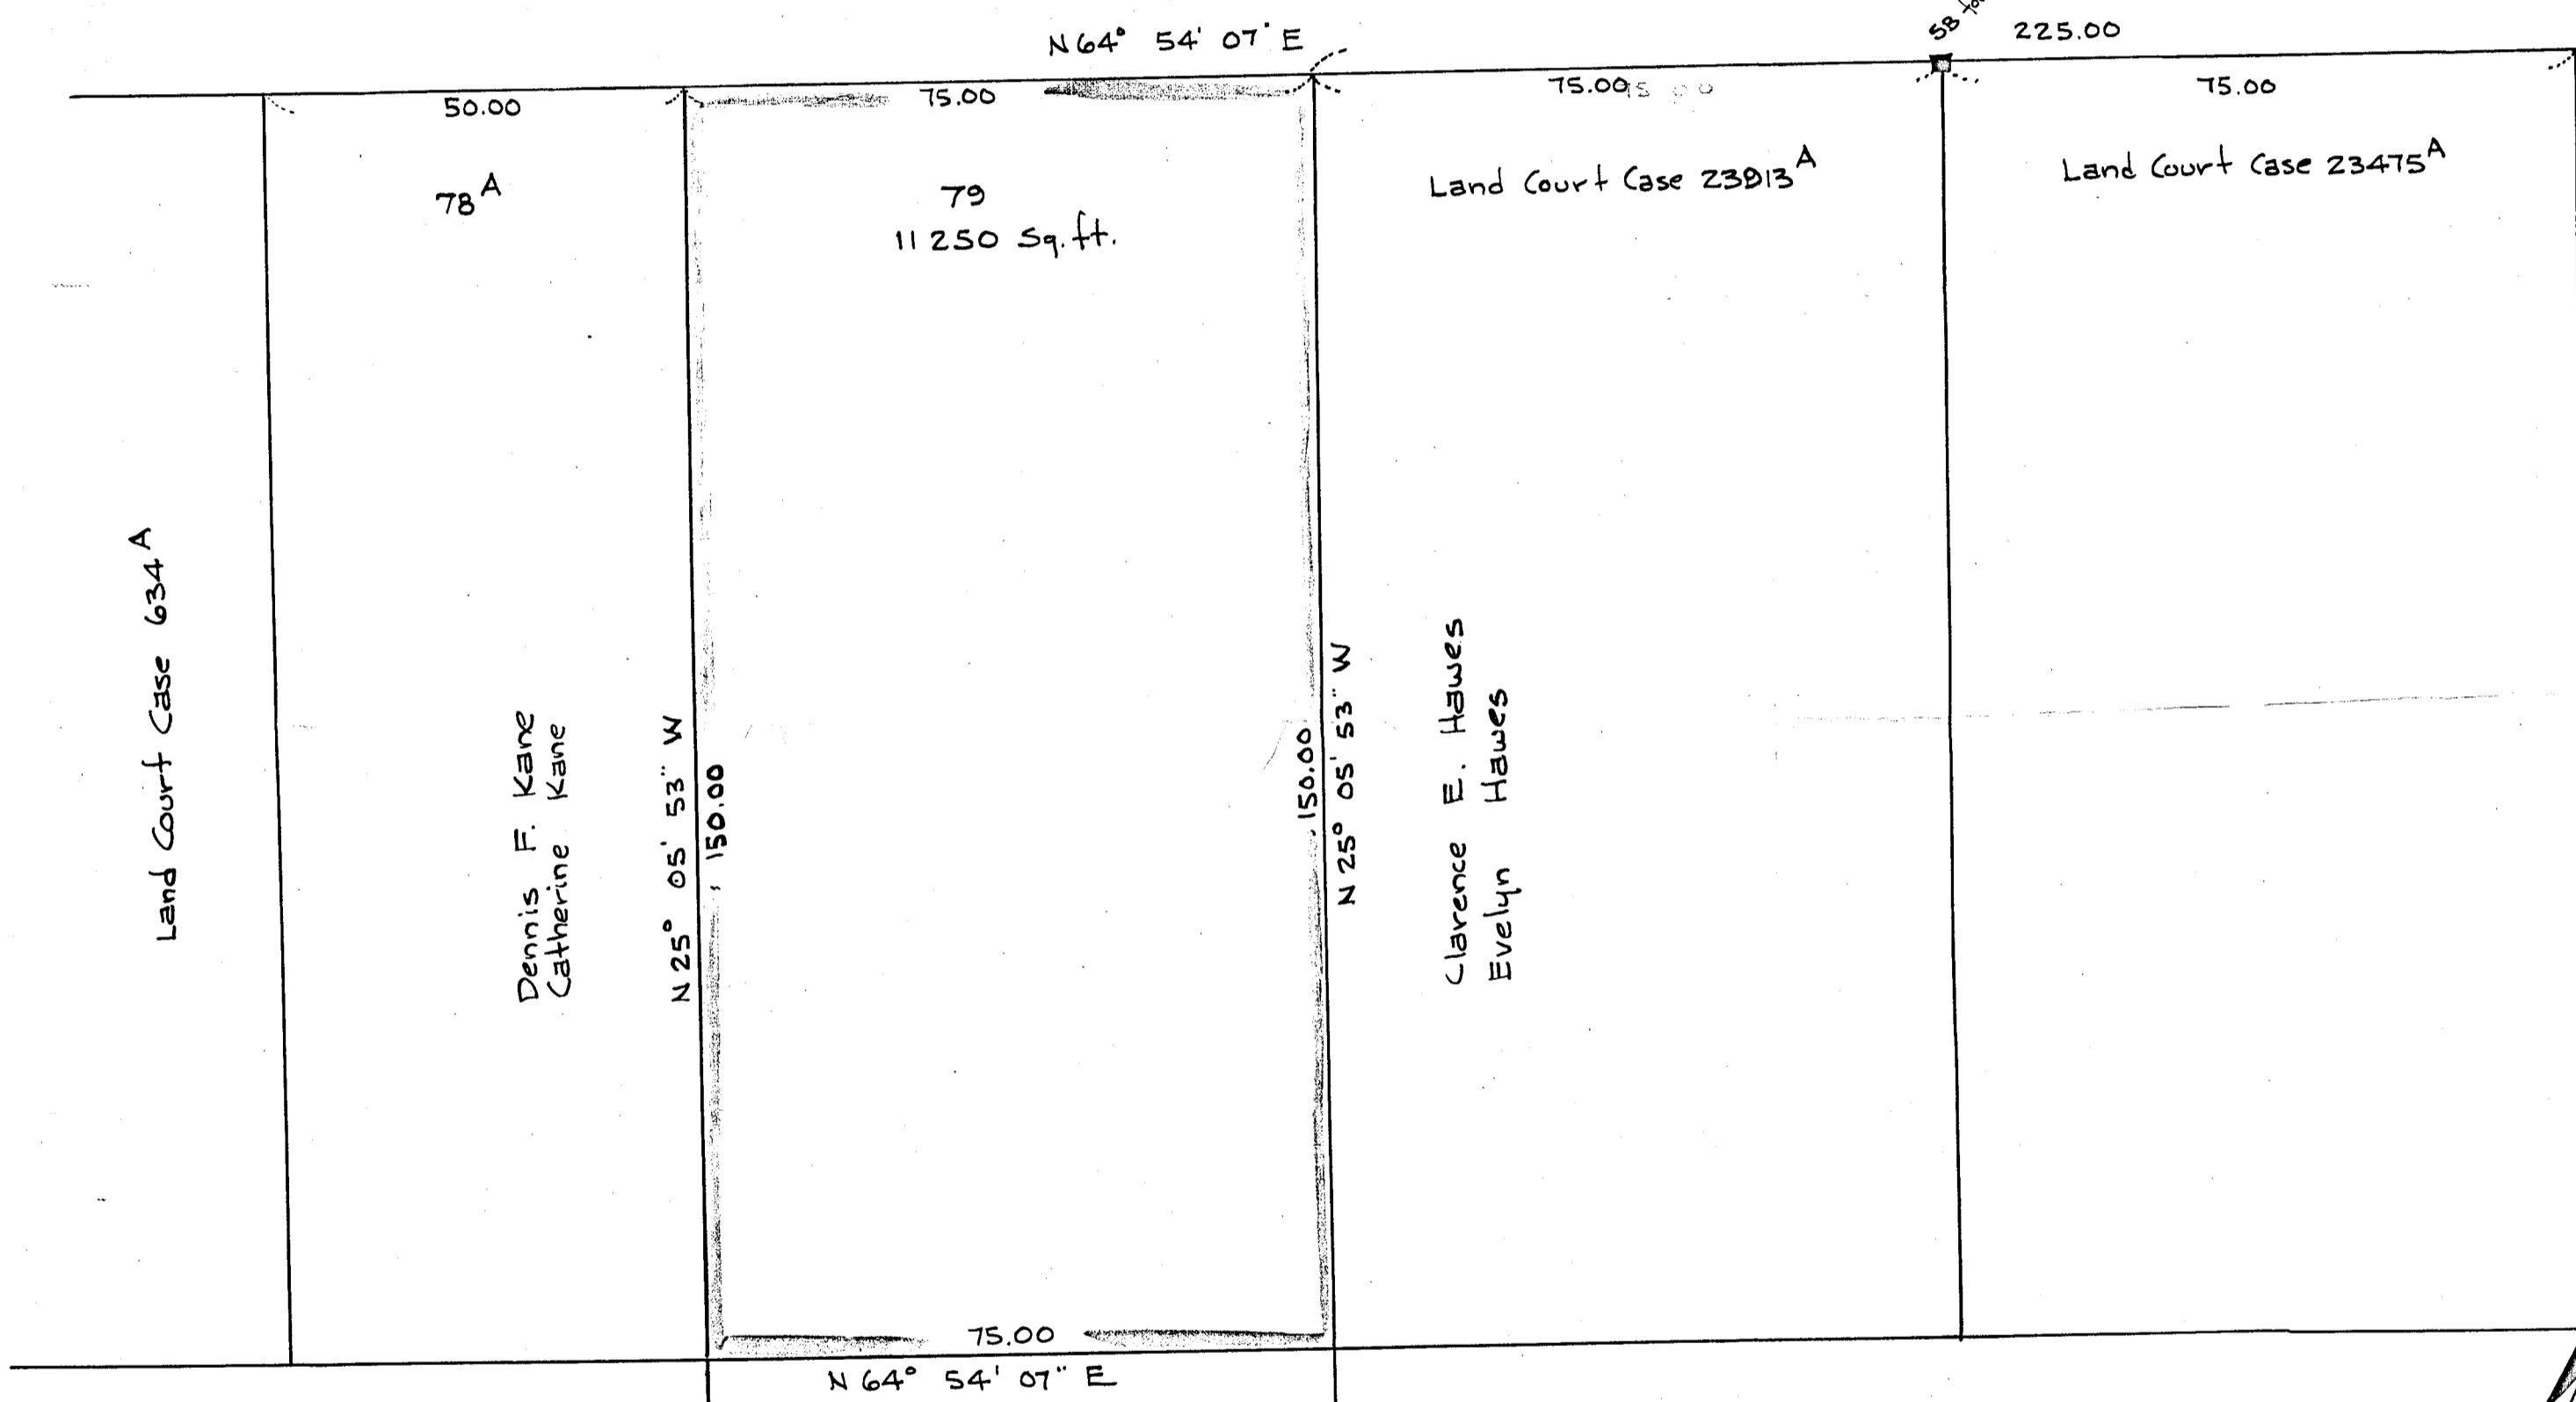 N 64° 54' 07" E
SB
225.00
50.00
75.00
75.00
75.00
78 A
79
11 250 Sq.ft.
Land Court Case 23913 A
Land Court Case 23475 A
Land Court Case 634 A
Dennis F. Kane
Catherine Kane
N 25° 05' 53" W
150.00
150.00
N 25° 05' 53" W
Clarence E. Hawes
Evelyn Hawes
75.00
N 64° 54' 07" E